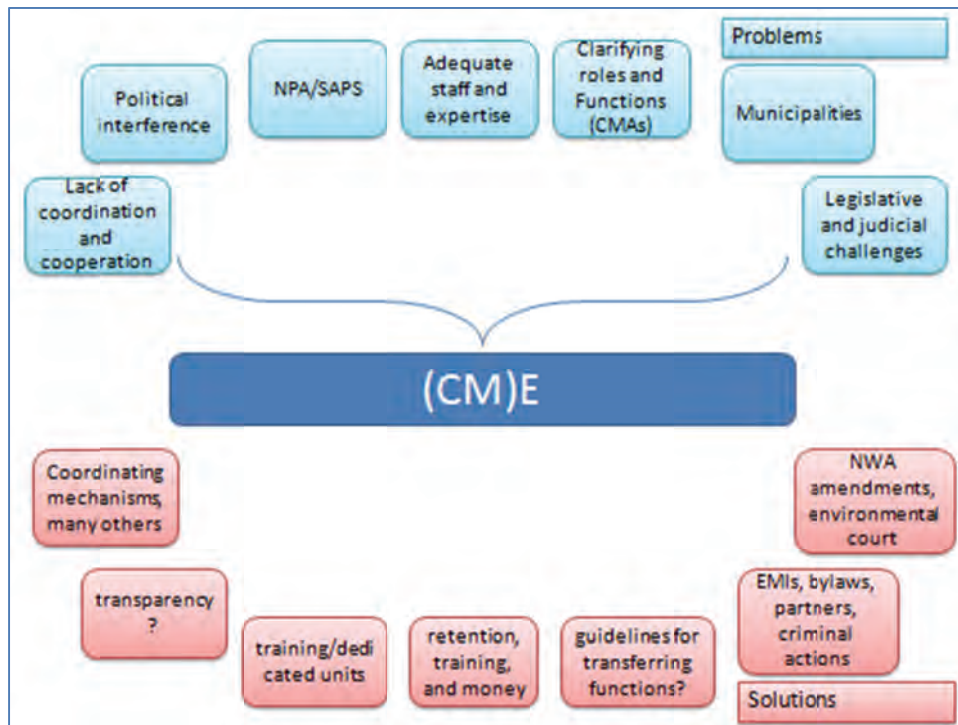 Problems
Political
interference
NPA/SAPS
Adequate
staff and
expertise
Clarifying
roles and
Functions
(CMAs)
Municipalities
Lack of
coordination
and
cooperation
Legislative
and judicial
challenges
(CM)E
Coordinating
mechanisms,
many others
NWA
amendments,
environmental
court
transparency
?
training/dedi
cated units
retention,
training,
and money
guidelines for
transferring
functions?
EMIs, bylaws,
partners,
criminal
actions
Solutions